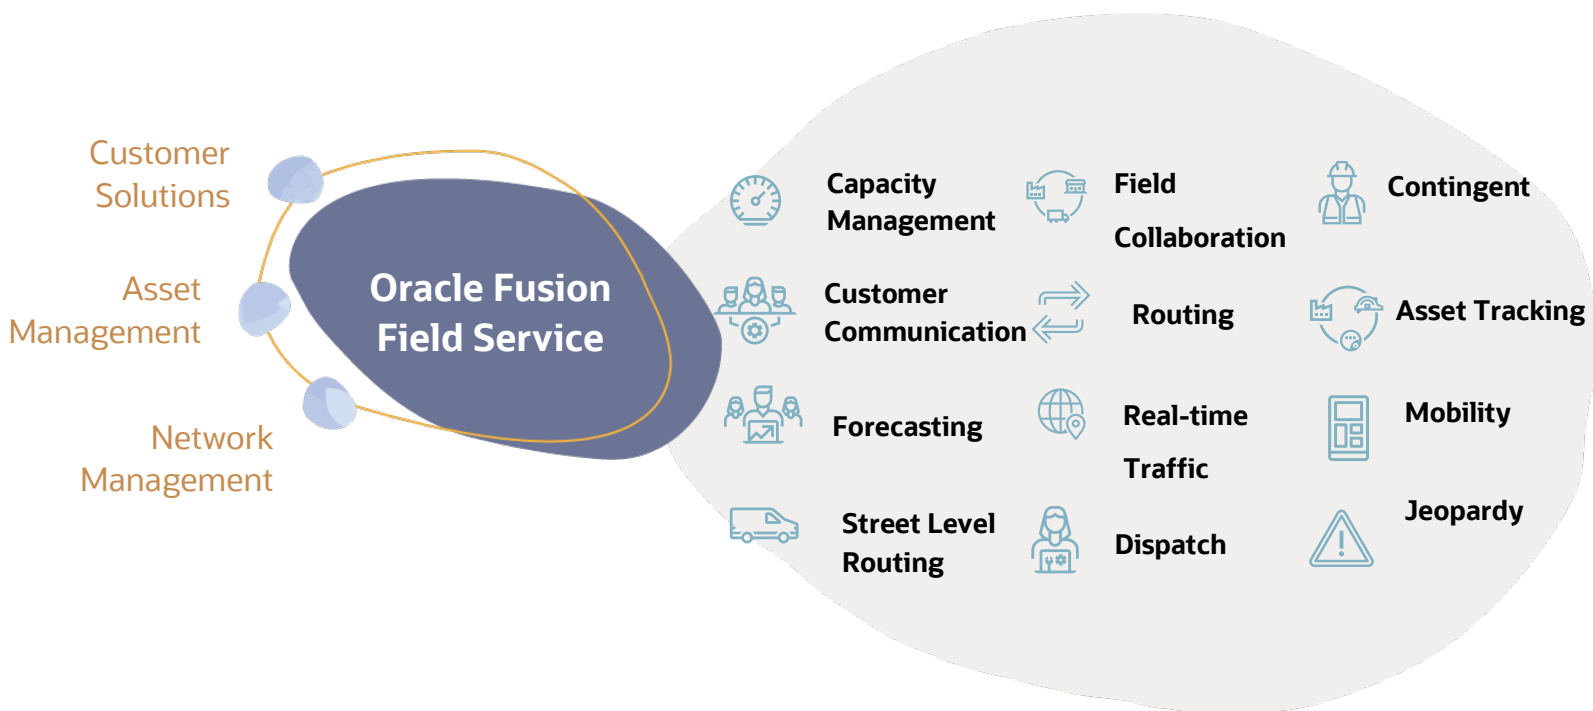 Customer
Solutions
Asset
Management
Network
Management
Oracle Fusion
Field Service
Capacity
Management
Field
Collaboration
Contingent
Customer
Communication
Routing
Asset Tracking
Forecasting
Real-time
Traffic
Mobility
Street Level
Routing
Dispatch
Jeopardy